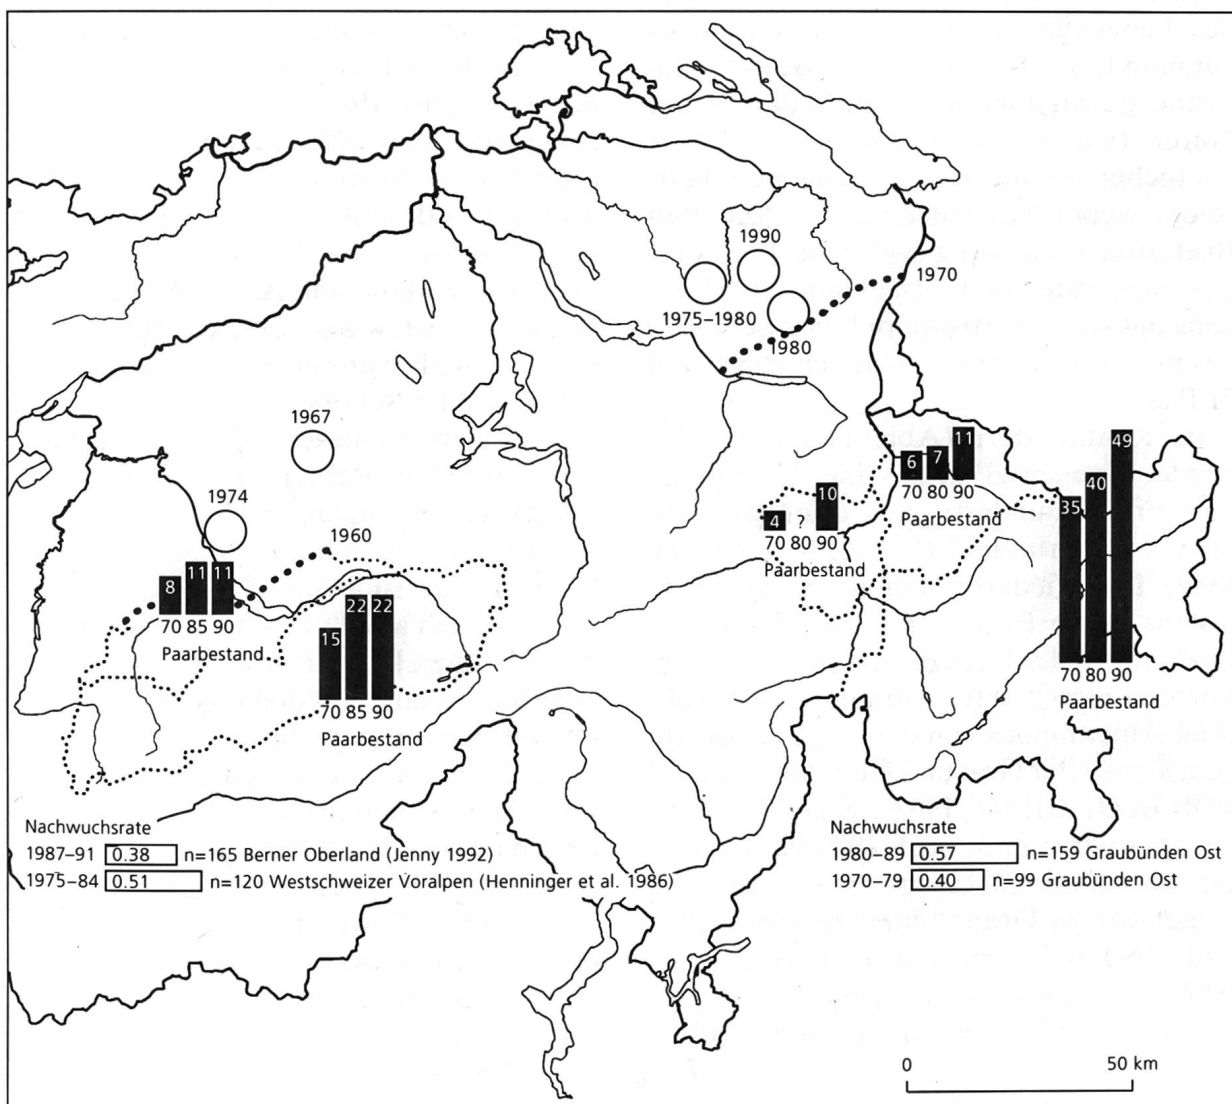 1990
1970
1975–1980
1980
1967
1974
1960
11
7
6
70 80 90
Paarbestand
49
40
35
70 80 90
Paarbestand
10
4 ?
70 80 90
Paarbestand
8 11 11
70 85 90
Paarbestand
15 22 22
70 85 90
Paarbestand
Nachwuchsrate
1987–91 0.38 n=165 Berner Oberland (Jenny 1992)
1975–84 0.51 n=120 Westschweizer Voralpen (Henninger et al. 1986)
Nachwuchsrate
1980–89 0.57 n=159 Graubünden Ost
1970–79 0.40 n=99 Graubünden Ost
0 50 km